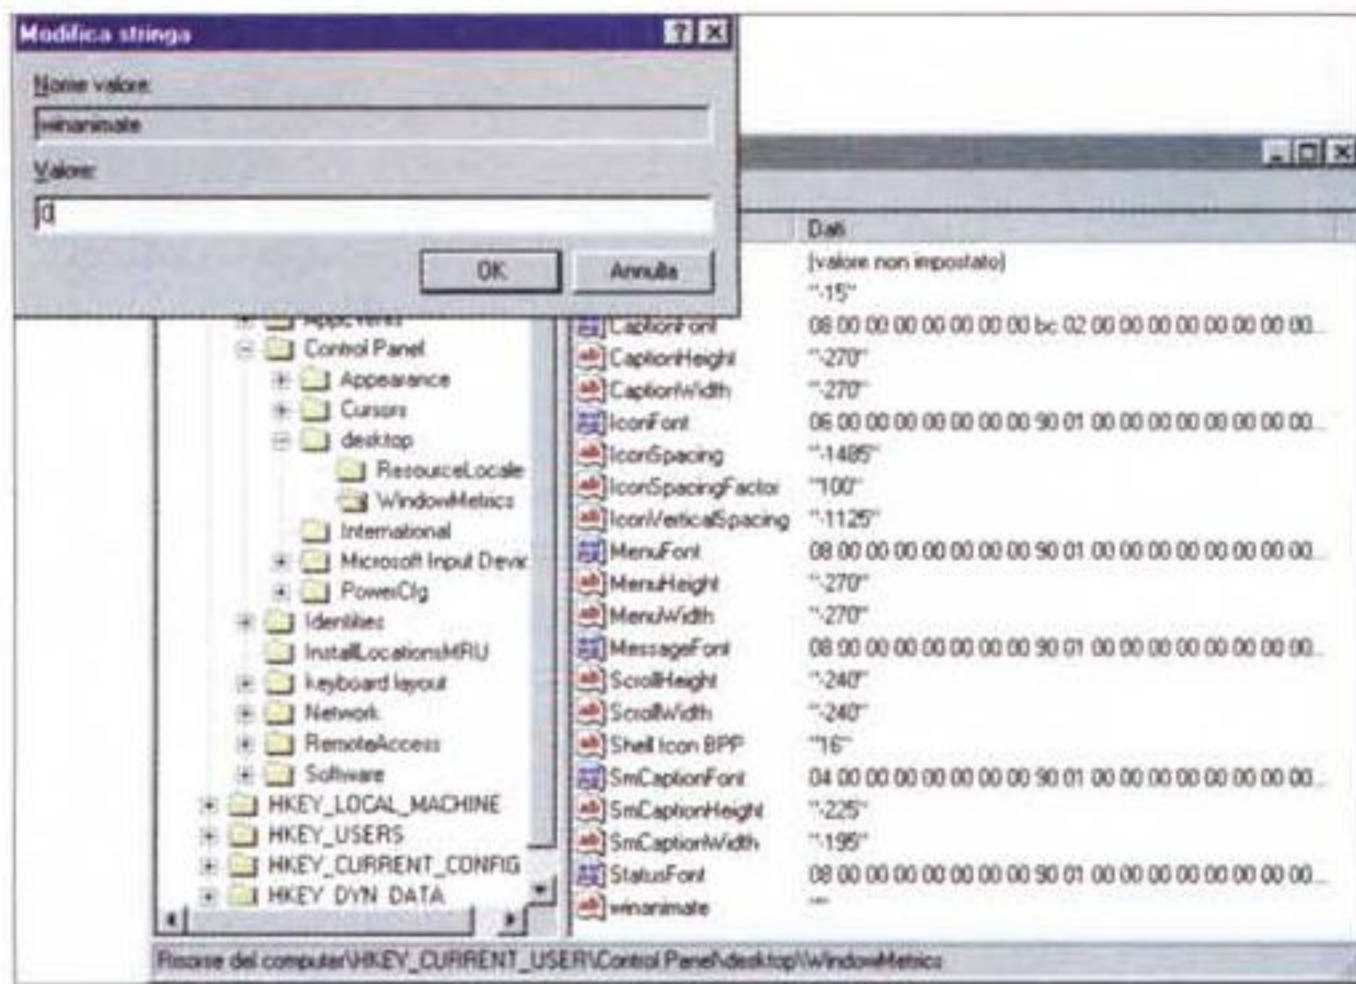 Modifica stringa
Nome valore:
winanimate
Valore:
0
OK
Annulla
Dati
(valore non impostato)
"-15"
AppEvents
Control Panel
Appearance
Cursors
desktop
ResourceLocale
WindowMetrics
International
Microsoft Input Devic
PowerCfg
Identities
InstallLocationsMRU
keyboard layout
Network
RemoteAccess
Software
HKEY_LOCAL_MACHINE
HKEY_USERS
HKEY_CURRENT_CONFIG
HKEY_DYN_DATA
CaptionFont 08 00 00 00 00 00 00 00 bc 02 00 00 00 00 00 00 00 00...
CaptionHeight "-270"
CaptionWidth "-270"
IconFont 06 00 00 00 00 00 00 00 90 01 00 00 00 00 00 00 00 00...
IconSpacing "-1485"
IconSpacingFactor "100"
IconVerticalSpacing "-1125"
MenuFont 08 00 00 00 00 00 00 00 90 01 00 00 00 00 00 00 00 00...
MenuHeight "-270"
MenuWidth "-270"
MessageFont 08 00 00 00 00 00 00 00 90 01 00 00 00 00 00 00 00 00...
ScrollHeight "-240"
ScrollWidth "-240"
Shell Icon BPP "16"
SmCaptionFont 04 00 00 00 00 00 00 00 90 01 00 00 00 00 00 00 00 00...
SmCaptionHeight "-225"
SmCaptionWidth "-195"
StatusFont 08 00 00 00 00 00 00 00 90 01 00 00 00 00 00 00 00 00...
winanimate ""
Risorse del computer\HKEY_CURRENT_USER\Control Panel\desktop\WindowMetrics